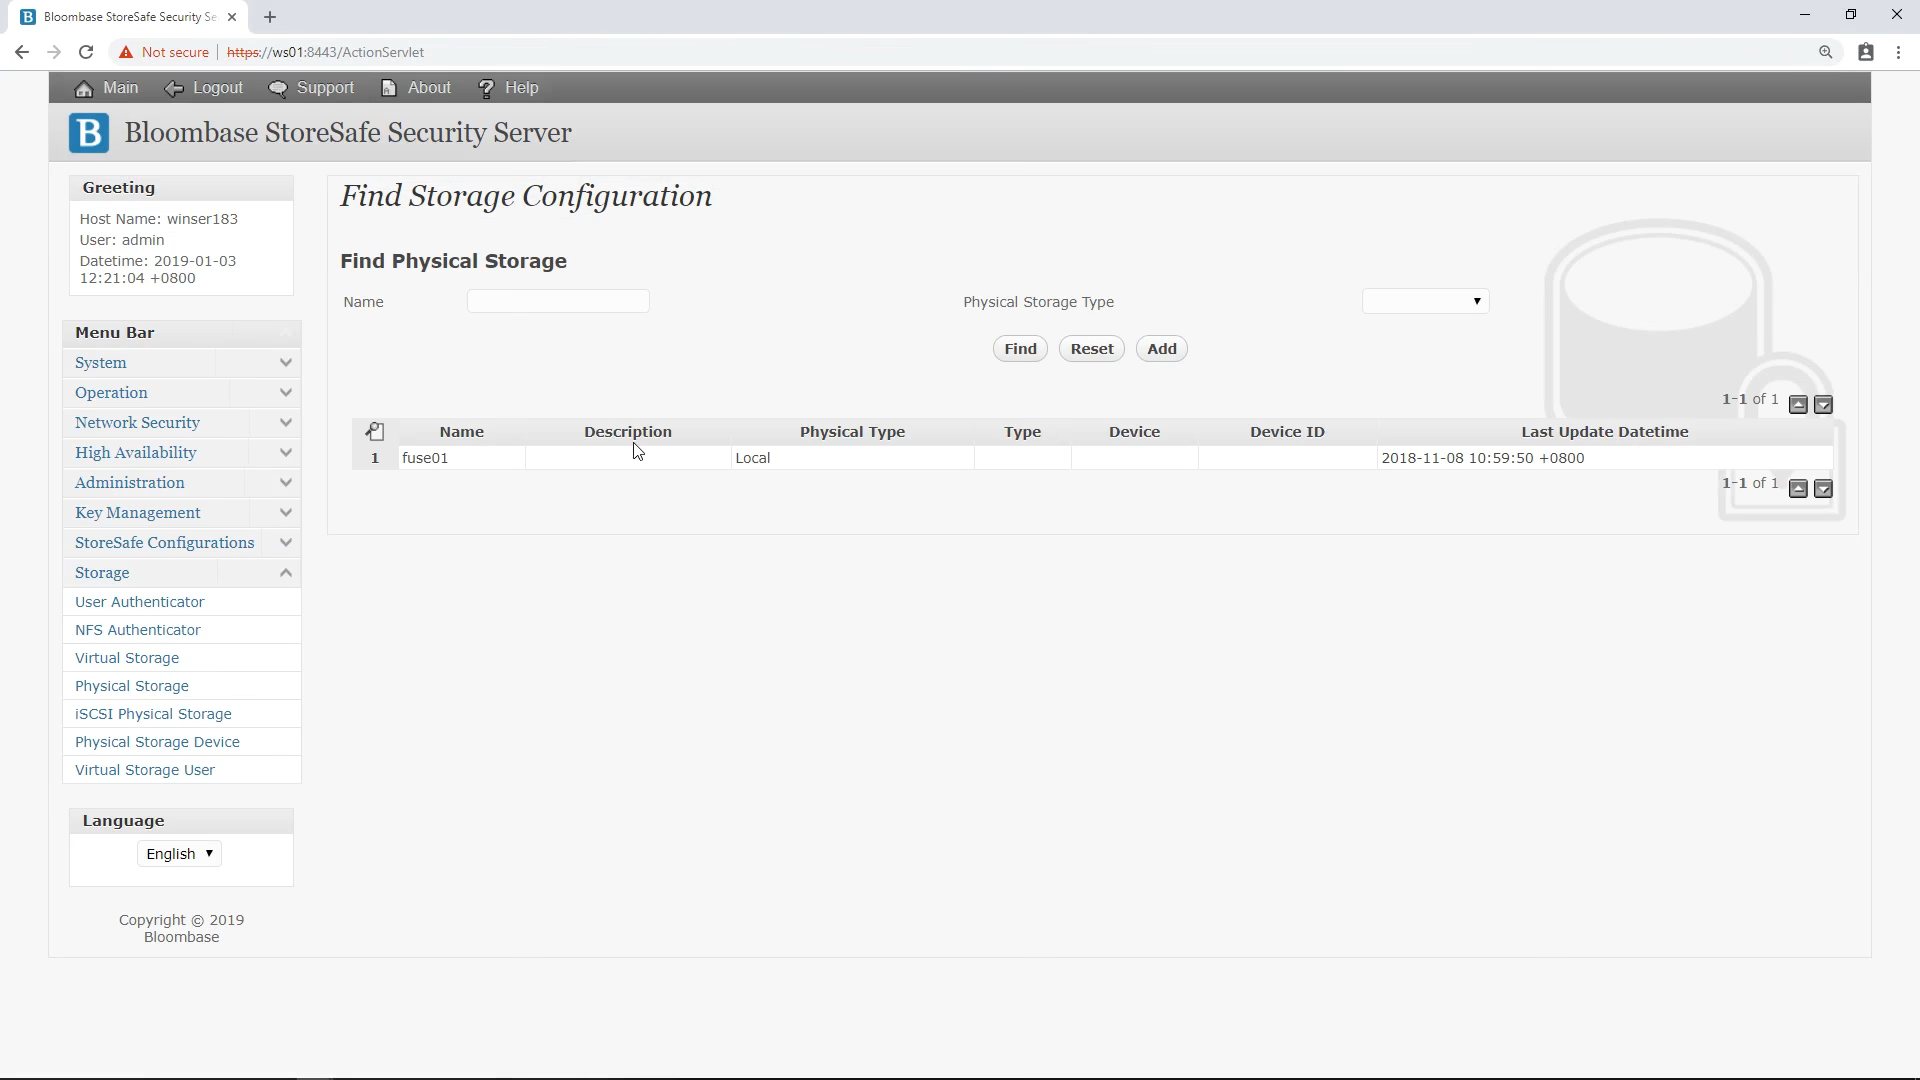 Bloombase StoreSafe Security Se
Not secure https://ws01:8443/ActionServlet
Main Logout Support About Help
B Bloombase StoreSafe Security Server
Greeting
Host Name: winser183
User: admin
Datetime: 2019-01-03
12:21:04 +0800
Menu Bar
System
Operation
Network Security
High Availability
Administration
Key Management
StoreSafe Configurations
Storage
User Authenticator
NFS Authenticator
Virtual Storage
Physical Storage
iSCSI Physical Storage
Physical Storage Device
Virtual Storage User
Language
English
Copyright © 2019
Bloombase
Find Storage Configuration
Find Physical Storage
Name Physical Storage Type
Find Reset Add
1-1 of 1
Name Description Physical Type Type Device Device ID Last Update Datetime
1 fuse01 Local 2018-11-08 10:59:50 +0800
1-1 of 1